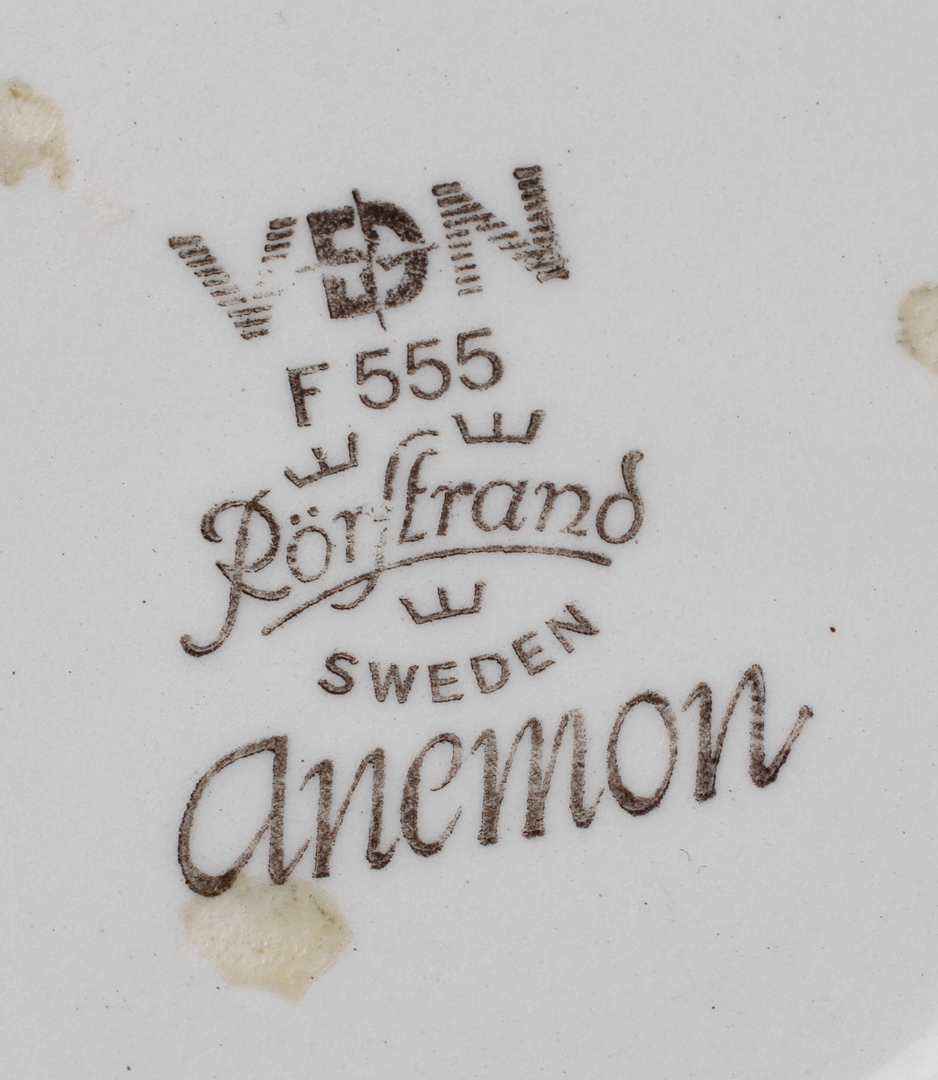 VDN
F 555
Rörstrand
SWEDEN
anemon